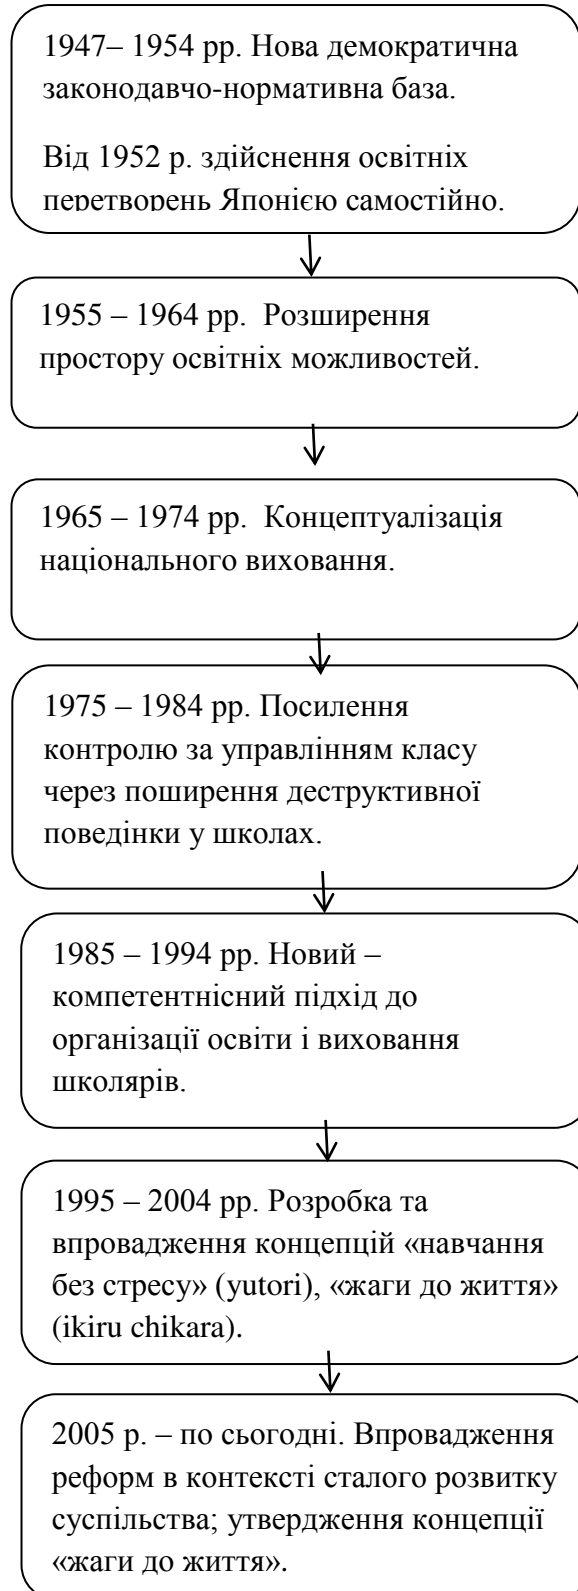 1947– 1954 рр. Нова демократична
законодавчо-нормативна база.
Від 1952 р. здійснення освітніх
перетворень Японією самостійно.
1955 – 1964 рр.  Розширення
простору освітніх можливостей.
1965 – 1974 рр.  Концептуалізація
національного виховання.
1975 – 1984 рр. Посилення
контролю за управлінням класу
через поширення деструктивної
поведінки у школах.
1985 – 1994 рр. Новий –
компетентнісний підхід до
організації освіти і виховання
школярів.
1995 – 2004 рр. Розробка та
впровадження концепцій «навчання
без стресу» (yutori), «жаги до життя»
(ikiru chikara).
2005 р. – по сьогодні. Впровадження
реформ в контексті сталого розвитку
суспільства; утвердження концепції
«жаги до життя».